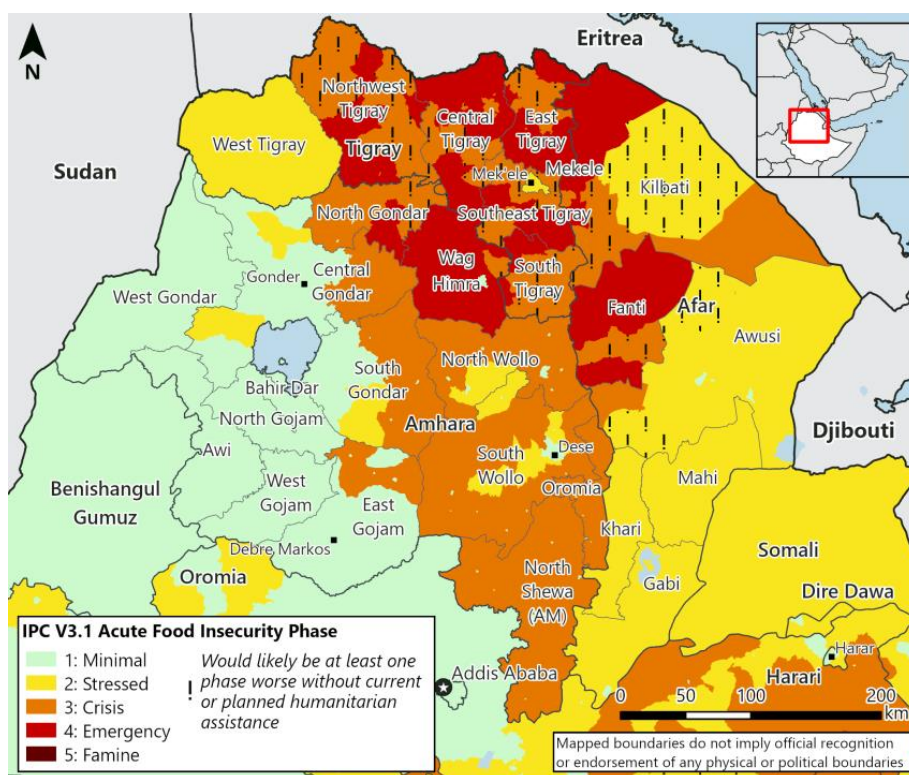 N
Eritrea
Northwest
Tigray
Central
Tigray
East
Tigray
West Tigray
Tigray
Mekele
Mek'ele
Sudan
Kilbati
North Gondar
Southeast Tigray
Wag
Himra
South
Tigray
Gonder
Central
Gondar
West Gondar
Fanti
Afar
Awusi
North Wollo
South
Gondar
Bahir Dar
North Gojam
Amhara
Djibouti
Awi
South
Wollo
Dese
Mahi
Benishangul
Gumuz
West
Gojam
East
Gojam
Oromia
Khari
Debre Markos
Somali
Oromia
North
Shewa
(AM)
Gabi
Dire Dawa
Harar
Harari
Addis Ababa
IPC V3.1 Acute Food Insecurity Phase
1: Minimal
2: Stressed
3: Crisis
4: Emergency
5: Famine
! Would likely be at least one
phase worse without current
or planned humanitarian
assistance
0 50 100 200
km
Mapped boundaries do not imply official recognition
or endorsement of any physical or political boundaries